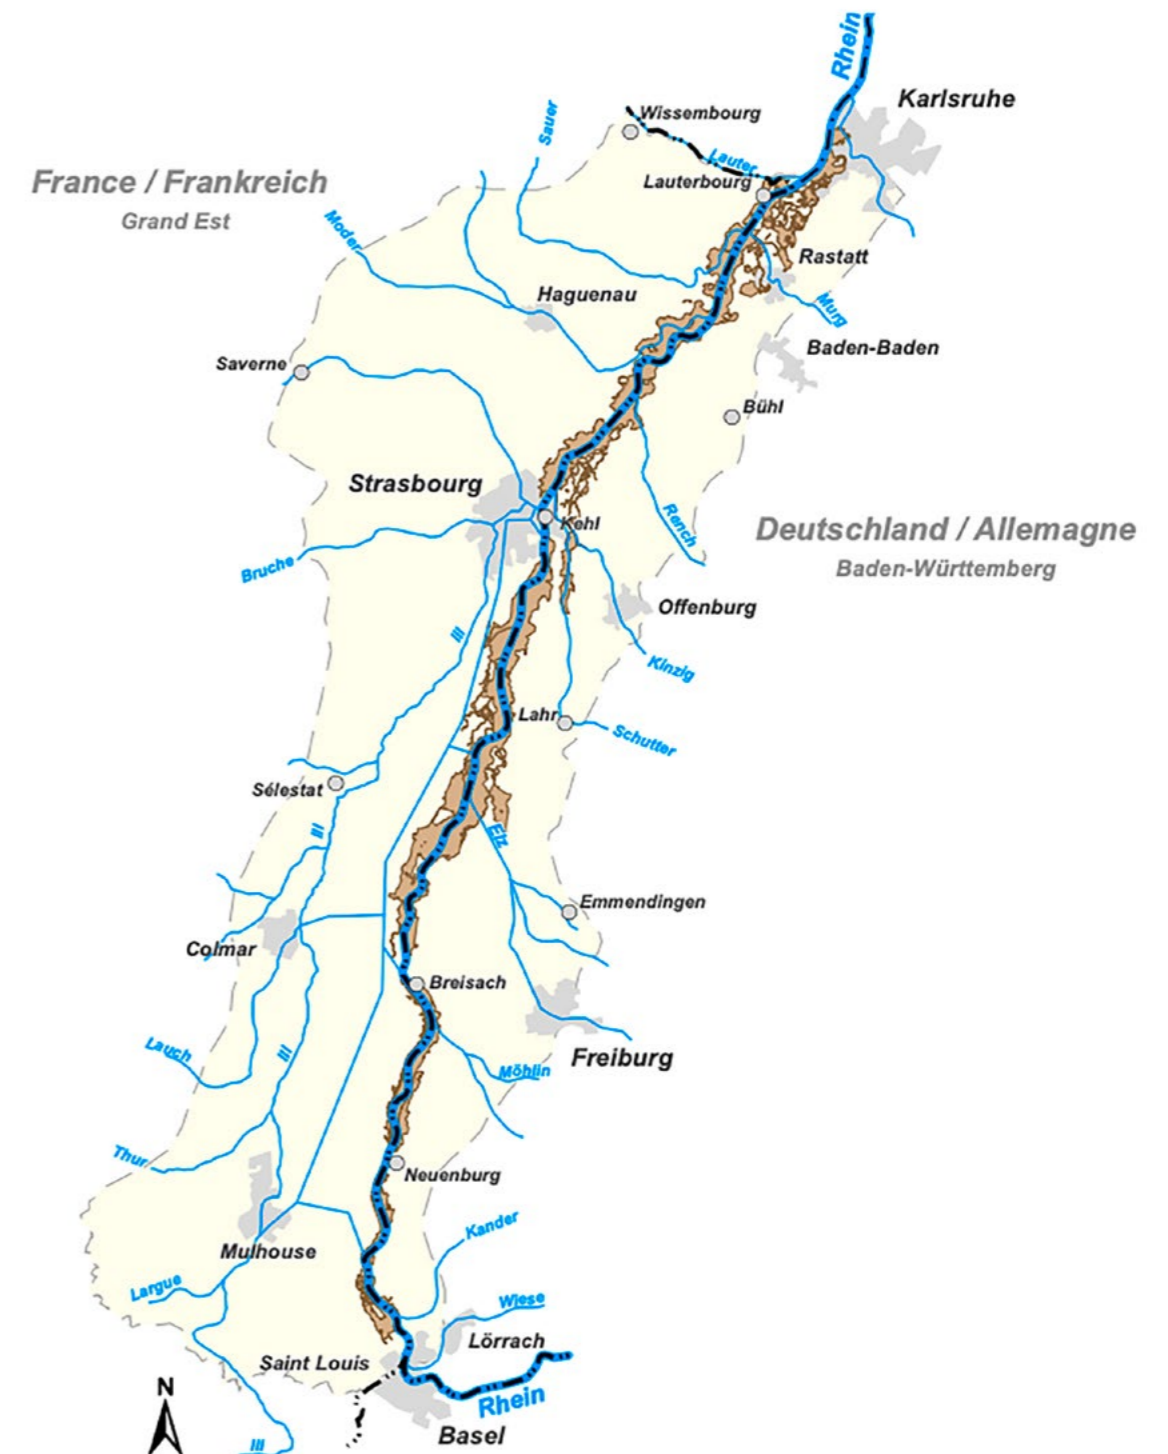 Rhein
Karlsruhe
Wissembourg
Sauer
Lauter
France / Frankreich
Grand Est
Lauterbourg
Moder
Rastatt
Haguenau
Murg
Baden-Baden
Saverne
Bühl
Strasbourg
Kehl
Rench
Deutschland / Allemagne
Baden-Württemberg
Bruche
Offenburg
Ill
Kinzig
Lahr
Schutter
Sélestat
Ill
Elz
Emmendingen
Colmar
Breisach
Lauch
Ill
Freiburg
Möhlin
Thur
Neuenburg
Kander
Mulhouse
Largue
Wiese
Lörrach
Saint Louis
N
Rhein
Basel
Ill